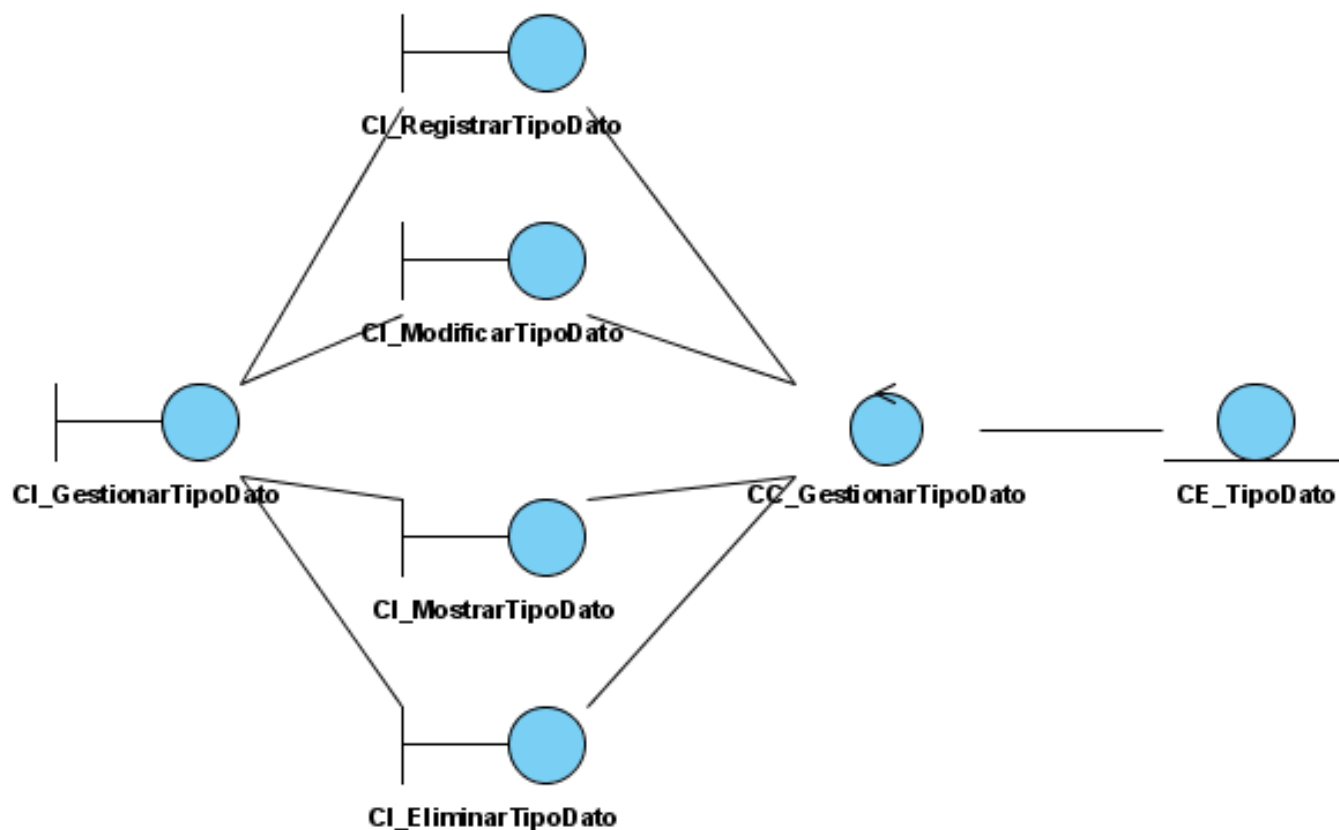 CI_RegistrarTipoDato
CI_ModificarTipoDato
CI_GestionarTipoDato
CC_GestionarTipoDato
CE_TipoDato
CI_MostrarTipoDato
CI_EliminarTipoDato